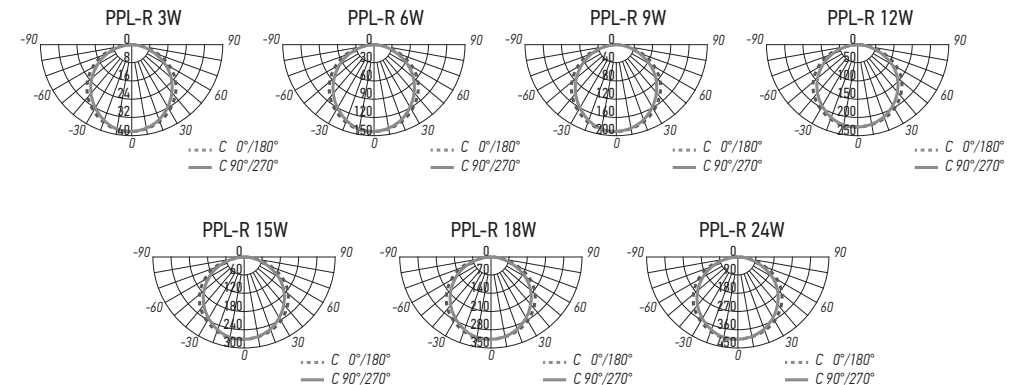 PPL-R 3W
-90 0 90
8
16
24
32
40
-60 60
-30 30
0
C 0°/180°
C 90°/270°
PPL-R 6W
-90 0 90
30
60
90
120
150
-60 60
-30 30
0
C 0°/180°
C 90°/270°
PPL-R 9W
-90 0 90
40
80
120
160
200
-60 60
-30 30
0
C 0°/180°
C 90°/270°
PPL-R 12W
-90 0 90
50
100
150
200
250
-60 60
-30 30
0
C 0°/180°
C 90°/270°
PPL-R 15W
-90 0 90
60
120
180
240
300
-60 60
-30 30
0
C 0°/180°
C 90°/270°
PPL-R 18W
-90 0 90
70
140
210
280
350
-60 60
-30 30
0
C 0°/180°
C 90°/270°
PPL-R 24W
-90 0 90
90
180
270
360
450
-60 60
-30 30
0
C 0°/180°
C 90°/270°